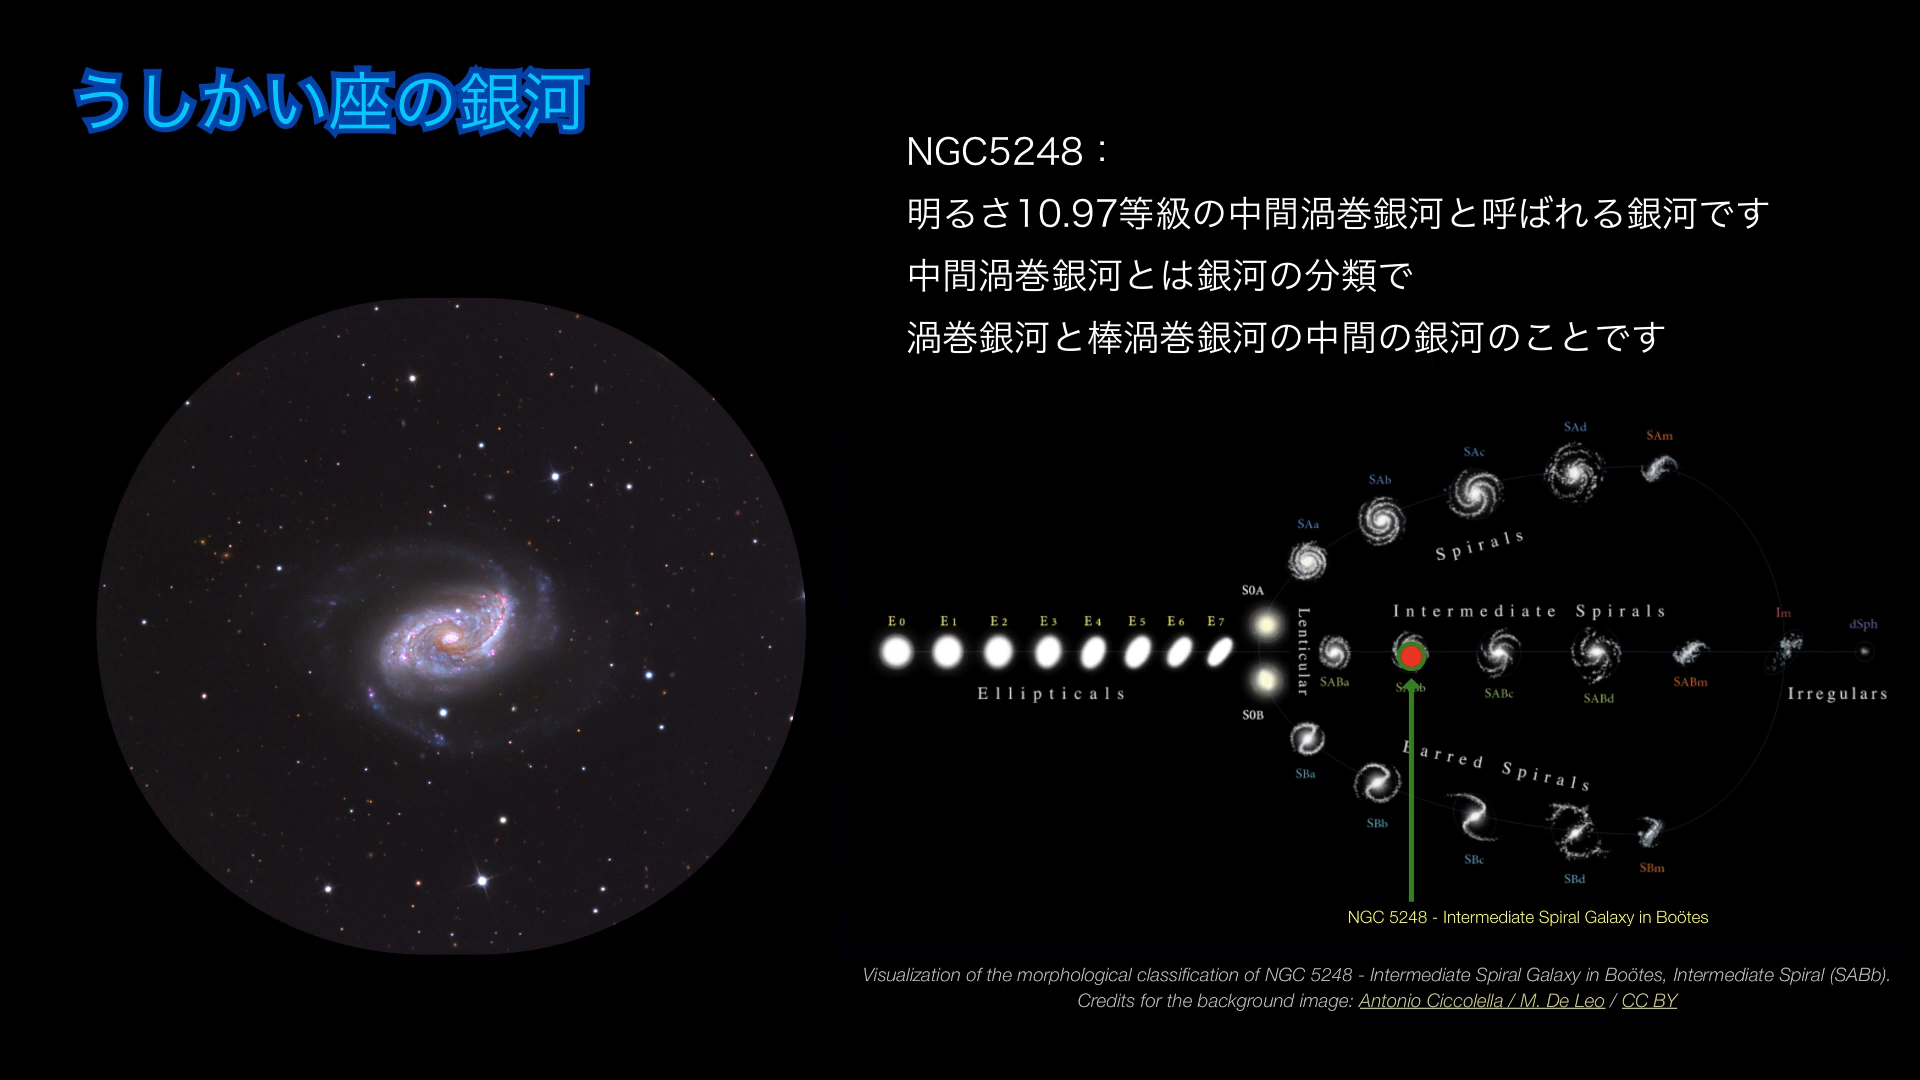 うしかい座の銀河
NGC5248：
明るさ10.97等級の中間渦巻銀河と呼ばれる銀河です
中間渦巻銀河とは銀河の分類で
渦巻銀河と棒渦巻銀河の中間の銀河のことです
SAd
SAm
SAc
SAb
SAa
Spirals
S0A
Intermediate Spirals
E0 E1 E2 E3 E4 E5 E6 E7
Lenticular
Im
dSph
SABa
SABc
SABd
SABm
Ellipticals
Irregulars
S0B
Barred Spirals
SBa
SBb
SBc
SBd
SBm
NGC 5248 - Intermediate Spiral Galaxy in Boötes
Visualization of the morphological classification of NGC 5248 - Intermediate Spiral Galaxy in Boötes, Intermediate Spiral (SABb).
Credits for the background image: Antonio Ciccolella / M. De Leo / CC BY